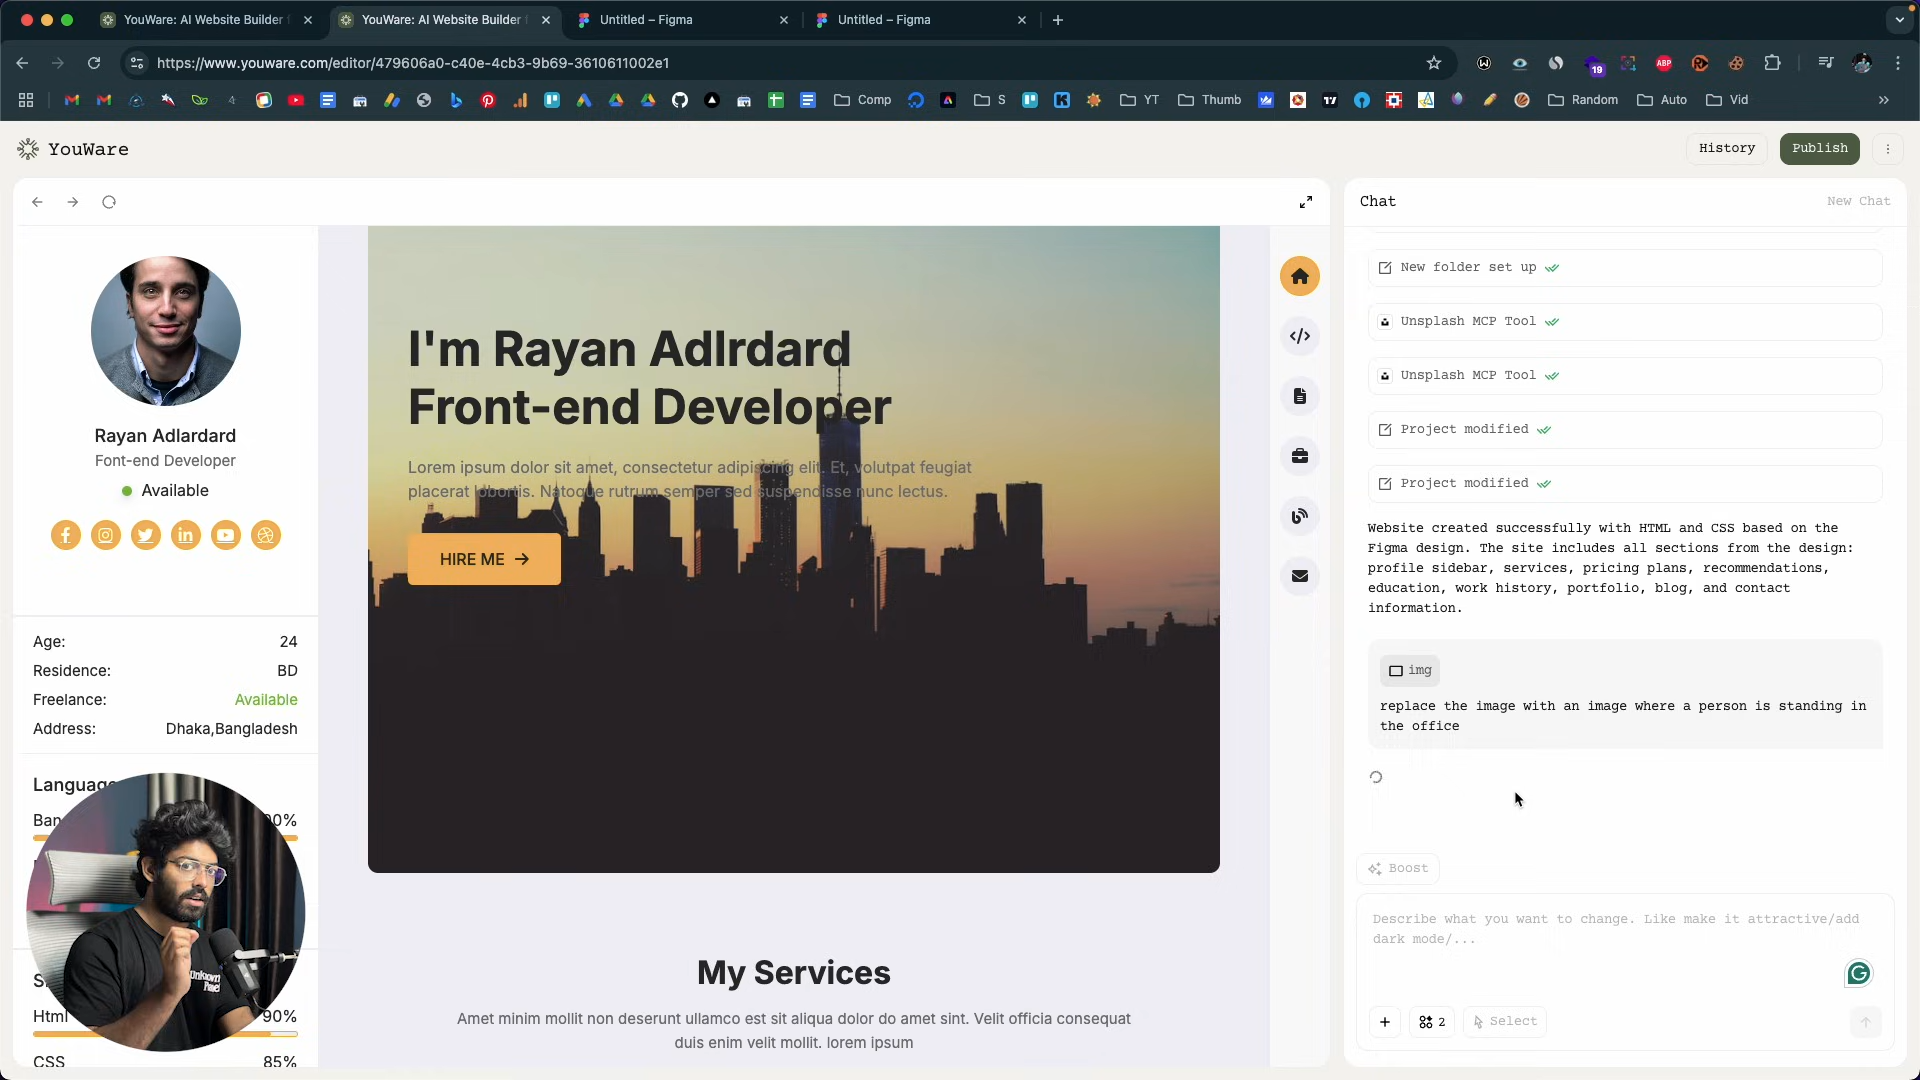 YouWare: AI Website Builder
YouWare: AI Website Builder
Untitled – Figma
Untitled – Figma
https://www.youware.com/editor/479606a0-c40e-4cb3-9b69-3610611002e1
19
ABP
Comp
S
YT
Thumb
Random
Auto
Vid
YouWare
History
Publish
Chat
New Chat
Rayan Adlardard
Font-end Developer
Available
Age:
24
Residence:
BD
Freelance:
Available
Address:
Dhaka,Bangladesh
Html
90%
CSS
85%
I'm Rayan Adlrdard
Front-end Developer
Lorem ipsum dolor sit amet, consectetur adipiscing elit. Et, volutpat feugiat
placerat lobortis. Natoque rutrum semper sed suspendisse nunc lectus.
HIRE ME →
My Services
Amet minim mollit non deserunt ullamco est sit aliqua dolor do amet sint. Velit officia consequat
duis enim velit mollit. lorem ipsum
New folder set up
Unsplash MCP Tool
Unsplash MCP Tool
Project modified
Project modified
Website created successfully with HTML and CSS based on the
Figma design. The site includes all sections from the design:
profile sidebar, services, pricing plans, recommendations,
education, work history, portfolio, blog, and contact
information.
img
replace the image with an image where a person is standing in
the office
Boost
Describe what you want to change. Like make it attractive/add
dark mode/...
2
Select